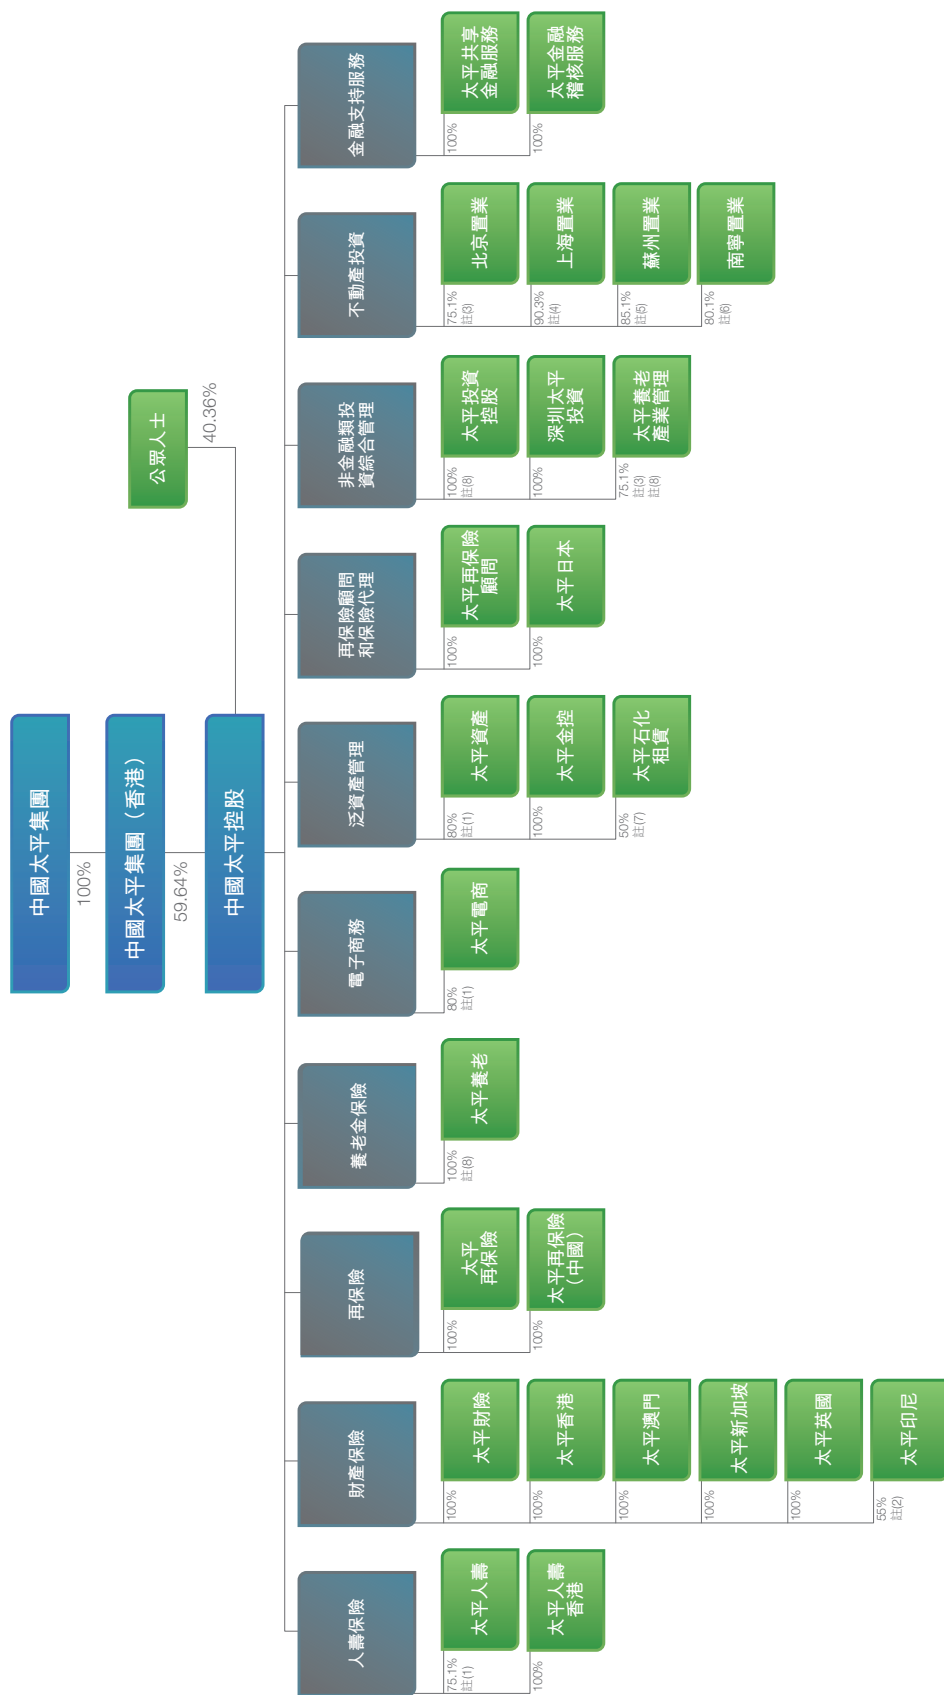 中國太平集團
100%
中國太平集團（香港）
59.64%
中國太平控股
公眾人士
40.36%
人壽保險
75.1%
註(1)
太平人壽
100%
太平人壽
香港
財產保險
100%
太平財險
100%
太平香港
100%
太平澳門
100%
太平新加坡
100%
太平英國
55%
註(2)
太平印尼
再保險
100%
太平
再保險
100%
太平再保險
（中國）
養老金保險
100%
註(8)
太平養老
電子商務
80%
註(1)
太平電商
泛資產管理
80%
註(1)
太平資產
100%
太平金控
50%
註(7)
太平石化
租賃
再保險顧問
和保險代理
100%
太平再保險
顧問
100%
太平日本
非金融類投
資綜合管理
100%
註(8)
太平投資
控股
100%
深圳太平
投資
75.1%
註(3)
註(8)
太平養老
產業管理
不動產投資
75.1%
註(3)
北京置業
90.3%
註(4)
上海置業
85.1%
註(5)
蘇州置業
80.1%
註(6)
南寧置業
金融支持服務
100%
太平共享
金融服務
100%
太平金融
稽核服務